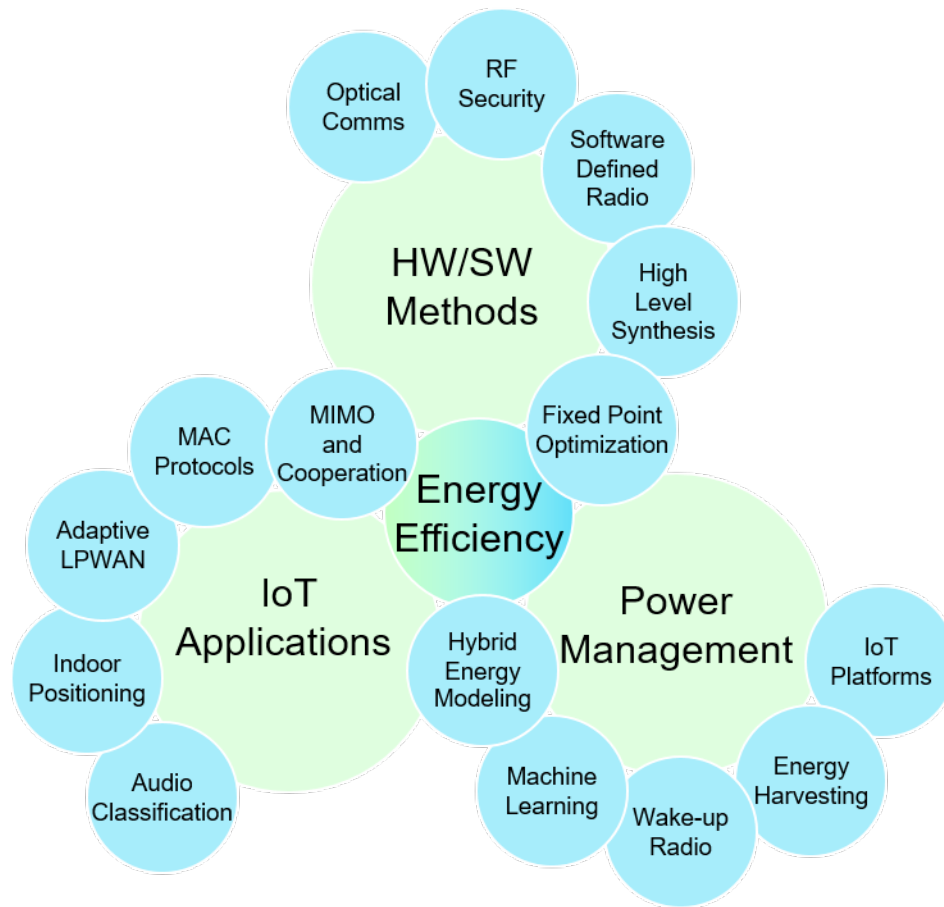 Optical
Comms
RF
Security
Software
Defined
Radio
HW/SW
Methods
High
Level
Synthesis
MAC
Protocols
MIMO
and
Cooperation
Fixed Point
Optimization
Energy
Efficiency
Adaptive
LPWAN
IoT
Applications
Power
Management
Indoor
Positioning
Hybrid
Energy
Modeling
IoT
Platforms
Audio
Classification
Machine
Learning
Wake-up
Radio
Energy
Harvesting